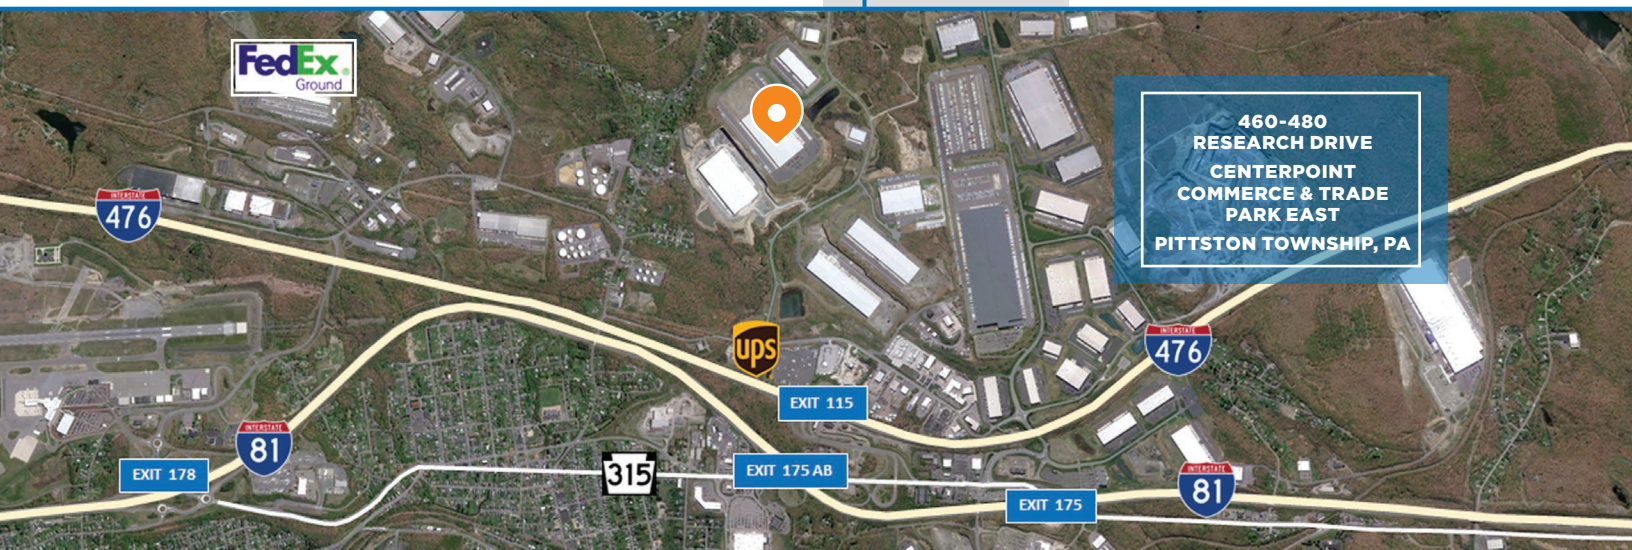 FedEx
Ground
460-480
RESEARCH DRIVE
CENTERPOINT
COMMERCE & TRADE
PARK EAST
PITTSTON TOWNSHIP, PA
INTERSTATE
476
ups
INTERSTATE
476
EXIT 115
INTERSTATE
81
EXIT 178
315
EXIT 175 AB
INTERSTATE
81
EXIT 175